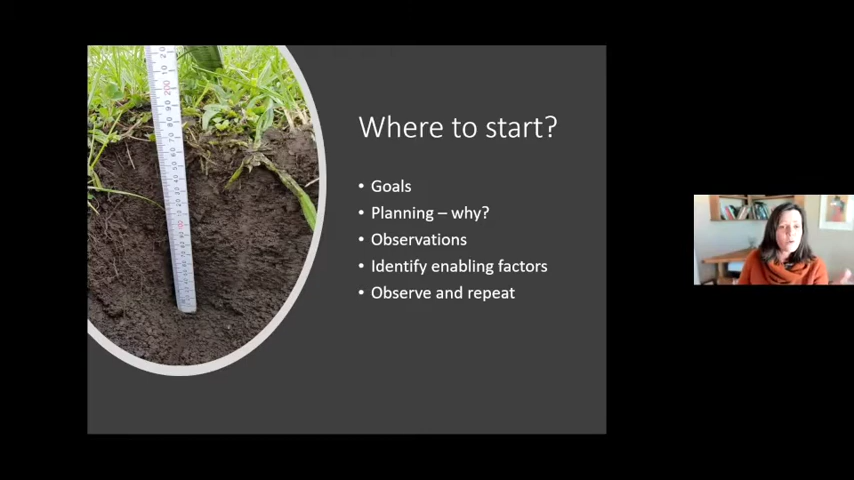 Where to start?
• Goals
• Planning – why?
• Observations
• Identify enabling factors
• Observe and repeat